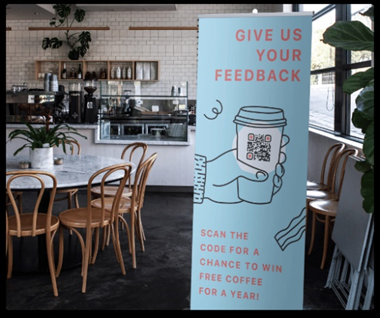 GIVE US
YOUR
FEEDBACK
SCAN THE
CODE FOR A
CHANCE TO WIN
FREE COFFEE
FOR A YEAR!